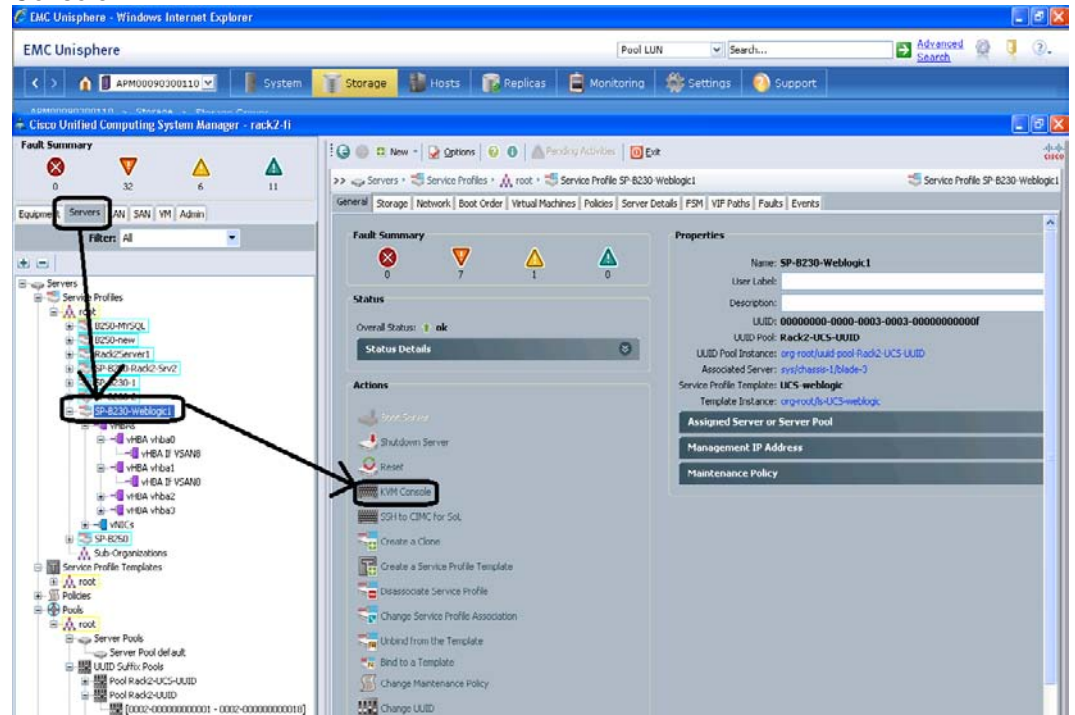 EMC Unisphere - Windows Internet Explorer
EMC Unisphere
Pool LUN
Search...
Advanced Search
APM00090300110
System
Storage
Hosts
Replicas
Monitoring
Settings
Support
Cisco Unified Computing System Manager - rack2-fi
Fault Summary
0 32 6 11
New
Options
Pending Activities
Exit
CISCO
>> Servers Service Profiles root Service Profile SP-B230-Weblogic1
Service Profile SP-B230-Weblogic1
Servers LAN SAN VM Admin
Filter: All
General Storage Network Boot Order Virtual Machines Policies Server Details FSM VIF Paths Faults Events
Servers
Service Profiles
B250-MYSQL
B250-new
Rack2Server1
SP-B230-Weblogic1
vHBAs
vHBA vhba0
vHBA IF VSAN8
vHBA vhba1
vHBA vhba2
vHBA vhba3
vNICs
SP-B250
Sub-Organizations
Service Profile Templates
root
Policies
Pools
root
Server Pools
Server Pool default
UUID Suffix Pools
Pool Rack2-UCS-UUID
Pool Rack2-UUID
[0002-000000000001 - 0002-000000000018]
Fault Summary
0 7 1 0
Status
Overall Status: ok
Status Details
Actions
Boot Server
Shutdown Server
Reset
KVM Console
SSH to CIMC for SoL
Create a Clone
Create a Service Profile Template
Disassociate Service Profile
Change Service Profile Association
Unbind from the Template
Bind to a Template
Change Maintenance Policy
Change UUID
Properties
Name: SP-B230-Weblogic1
User Label:
Description:
UUID: 00000000-0000-0003-0003-00000000000f
UUID Pool: Rack2-UCS-UUID
UUID Pool Instance: org-root/uuid-pool-Rack2-UCS-UUID
Associated Server: sys/chassis-1/blade-3
Service Profile Template: UCS-weblogic
Template Instance: org-root/ls-UCS-weblogic
Assigned Server or Server Pool
Management IP Address
Maintenance Policy